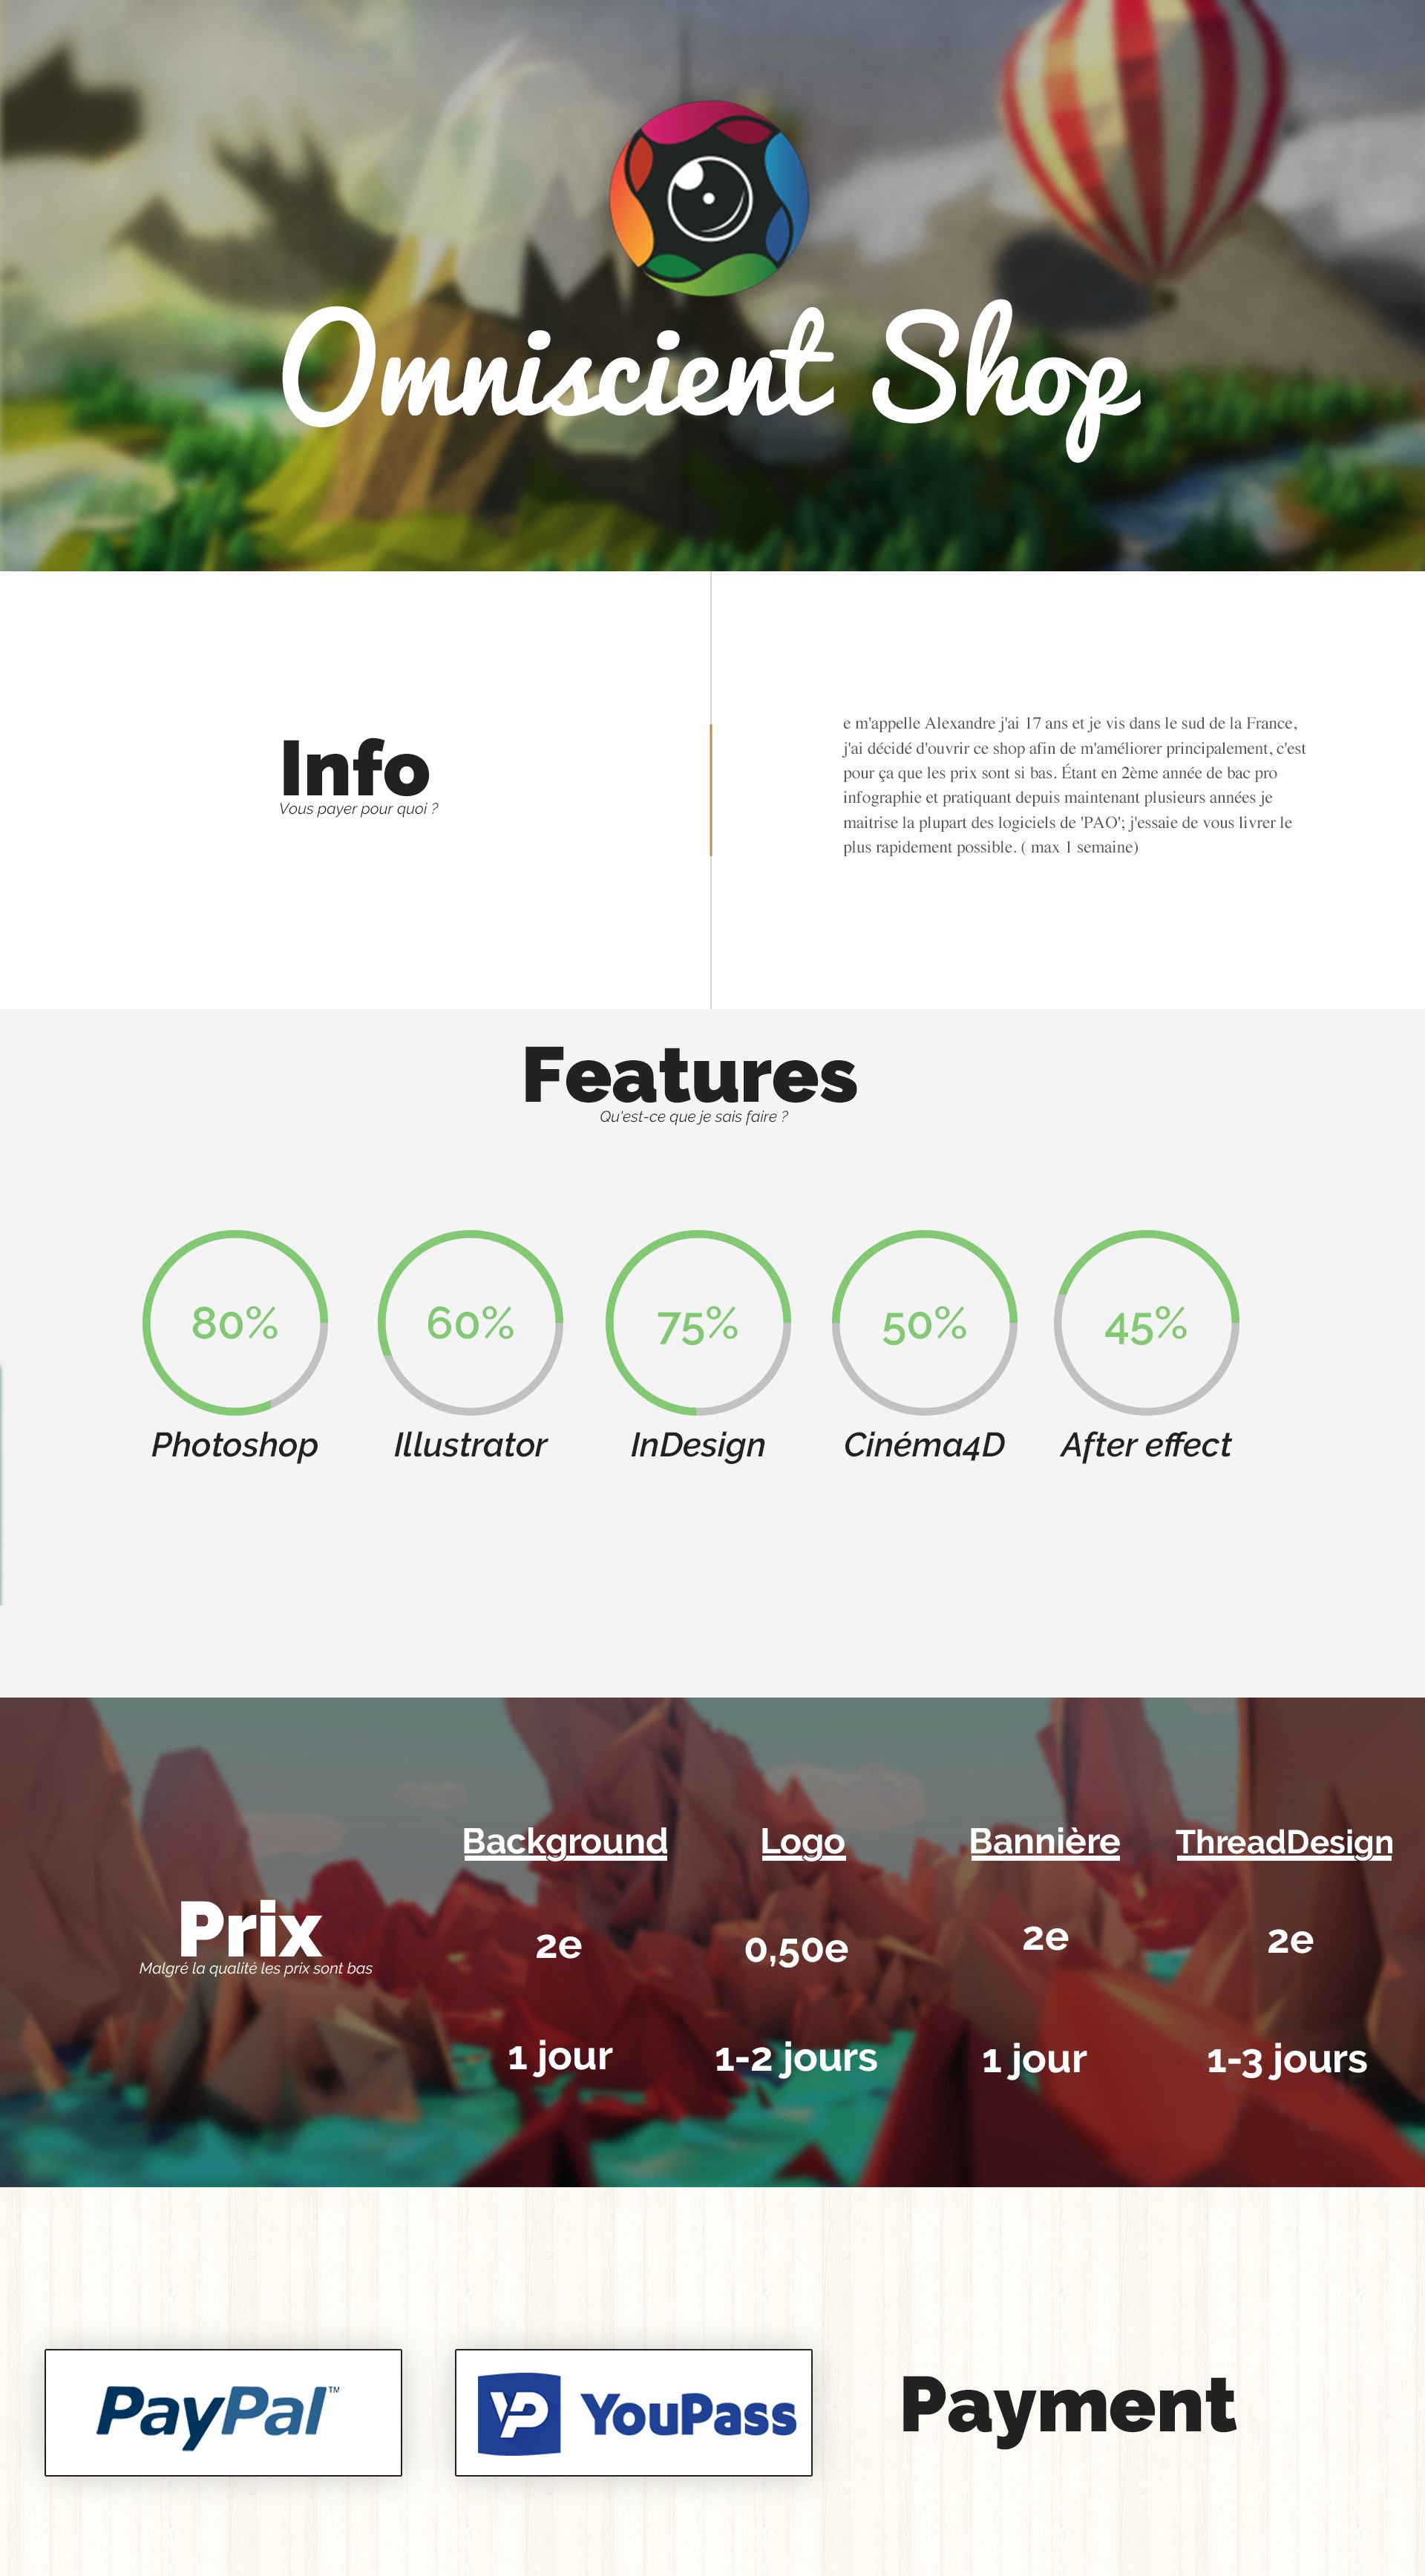 Omniscient Shop
Info
Vous payer pour quoi ?
e m'appelle Alexandre j'ai 17 ans et je vis dans le sud de la France,
j'ai décidé d'ouvrir ce shop afin de m'améliorer principalement, c'est
pour ça que les prix sont si bas. Étant en 2ème année de bac pro
infographie et pratiquant depuis maintenant plusieurs années je
maitrise la plupart des logiciels de 'PAO'; j'essaie de vous livrer le
plus rapidement possible. ( max 1 semaine)
Features
Qu'est-ce que je sais faire ?
80% 60% 75% 50% 45%
Photoshop Illustrator InDesign Cinéma4D After effect
Prix
Malgré la qualité les prix sont bas
Background Logo Bannière ThreadDesign
2e 0,50e 2e 2e
1 jour 1-2 jours 1 jour 1-3 jours
PayPal™ YP YouPass Payment